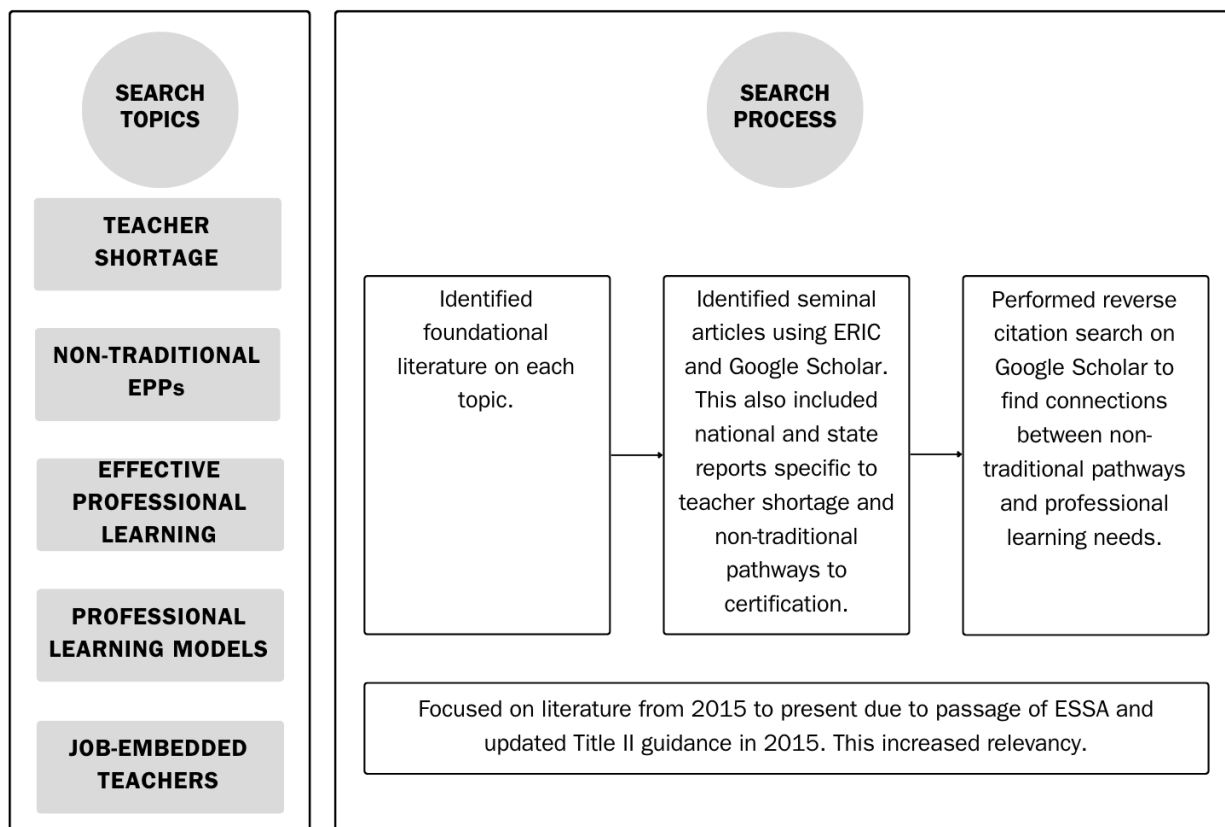 SEARCH
TOPICS
TEACHER
SHORTAGE
NON-TRADITIONAL
EPPs
EFFECTIVE
PROFESSIONAL
LEARNING
PROFESSIONAL
LEARNING MODELS
JOB-EMBEDDED
TEACHERS
SEARCH
PROCESS
Identified
foundational
literature on each
topic.
Identified seminal
articles using ERIC
and Google Scholar.
This also included
national and state
reports specific to
teacher shortage and
non-traditional
pathways to
certification.
Performed reverse
citation search on
Google Scholar to
find connections
between non-
traditional pathways
and professional
learning needs.
Focused on literature from 2015 to present due to passage of ESSA and
updated Title II guidance in 2015. This increased relevancy.